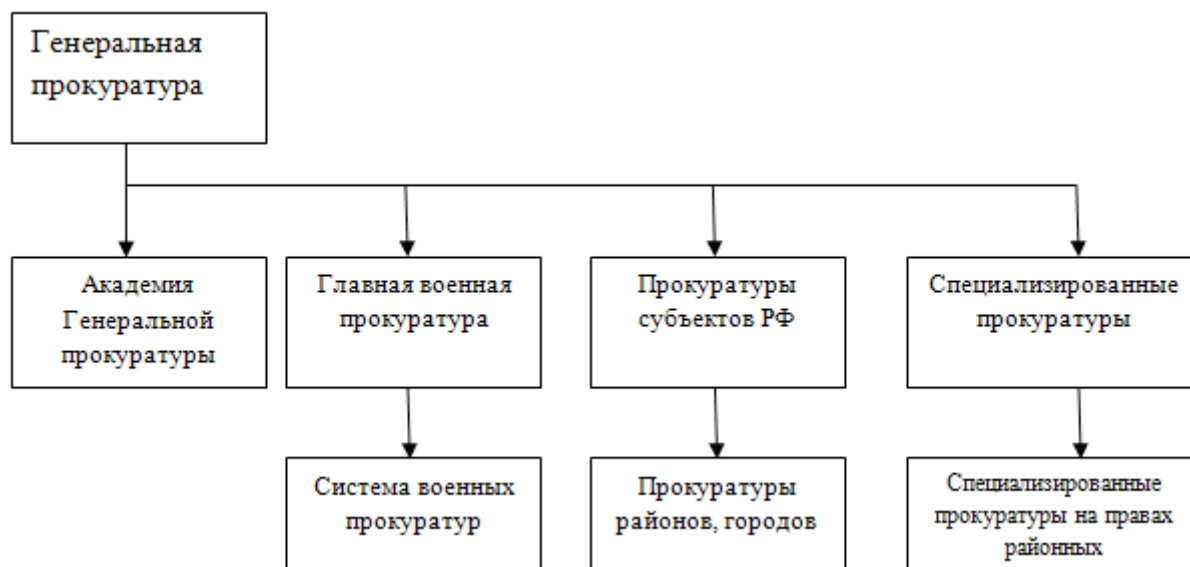 Генеральная
прокуратура
Академия
Генеральной
прокуратуры
Главная военная
прокуратура
Прокуратуры
субъектов РФ
Специализированные
прокуратуры
Система военных
прокуратур
Прокуратуры
районов, городов
Специализированные
прокуратуры на правах
районных